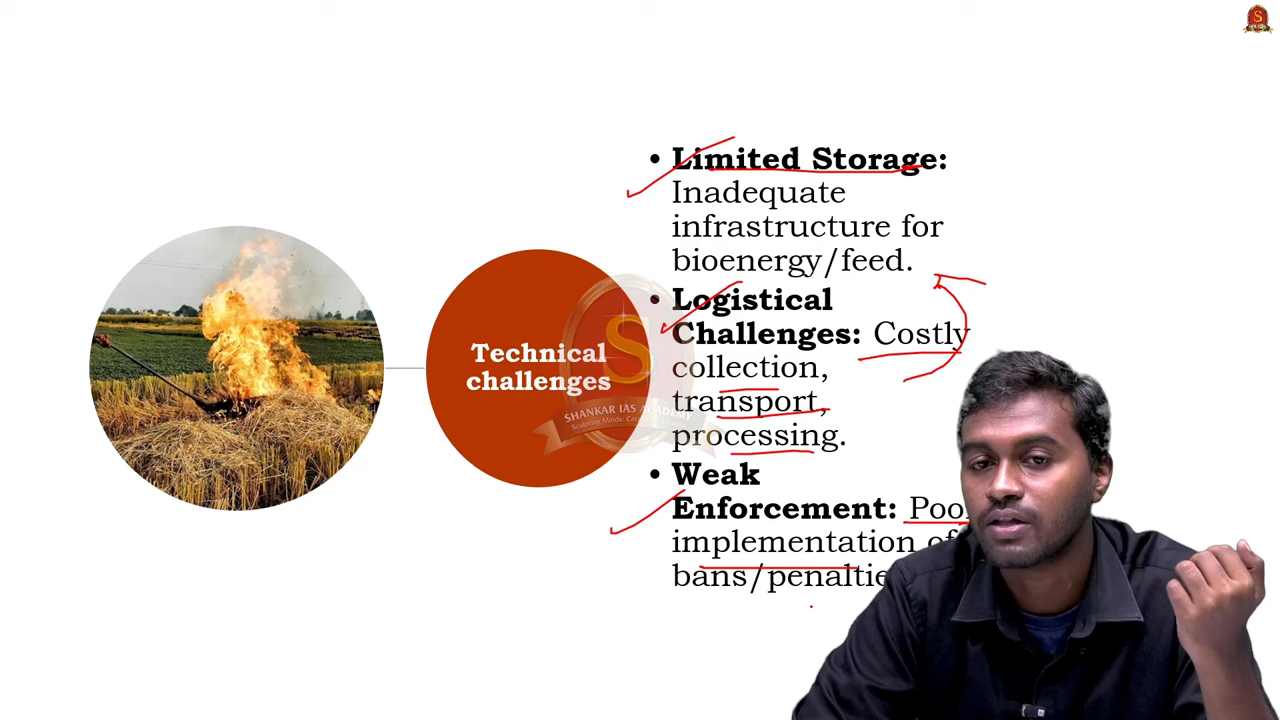 • Limited Storage:
Inadequate
infrastructure for
bioenergy/feed.
• Logistical
Challenges: Costly
collection,
transport,
processing.
• Weak
Enforcement:
implementation of
Technical
challenges
SHANKAR IAS ACADEMY